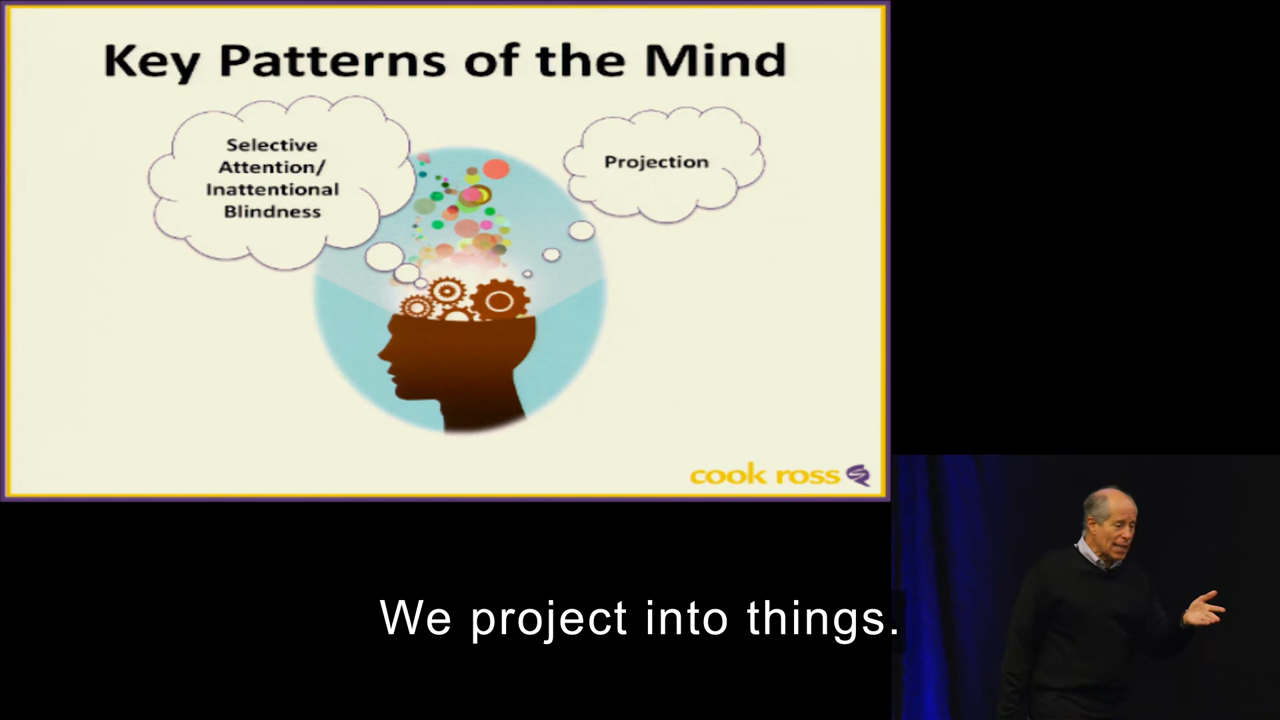 Key Patterns of the Mind
Selective
Attention/
Inattentional
Blindness
Projection
cook ross
We project into things.